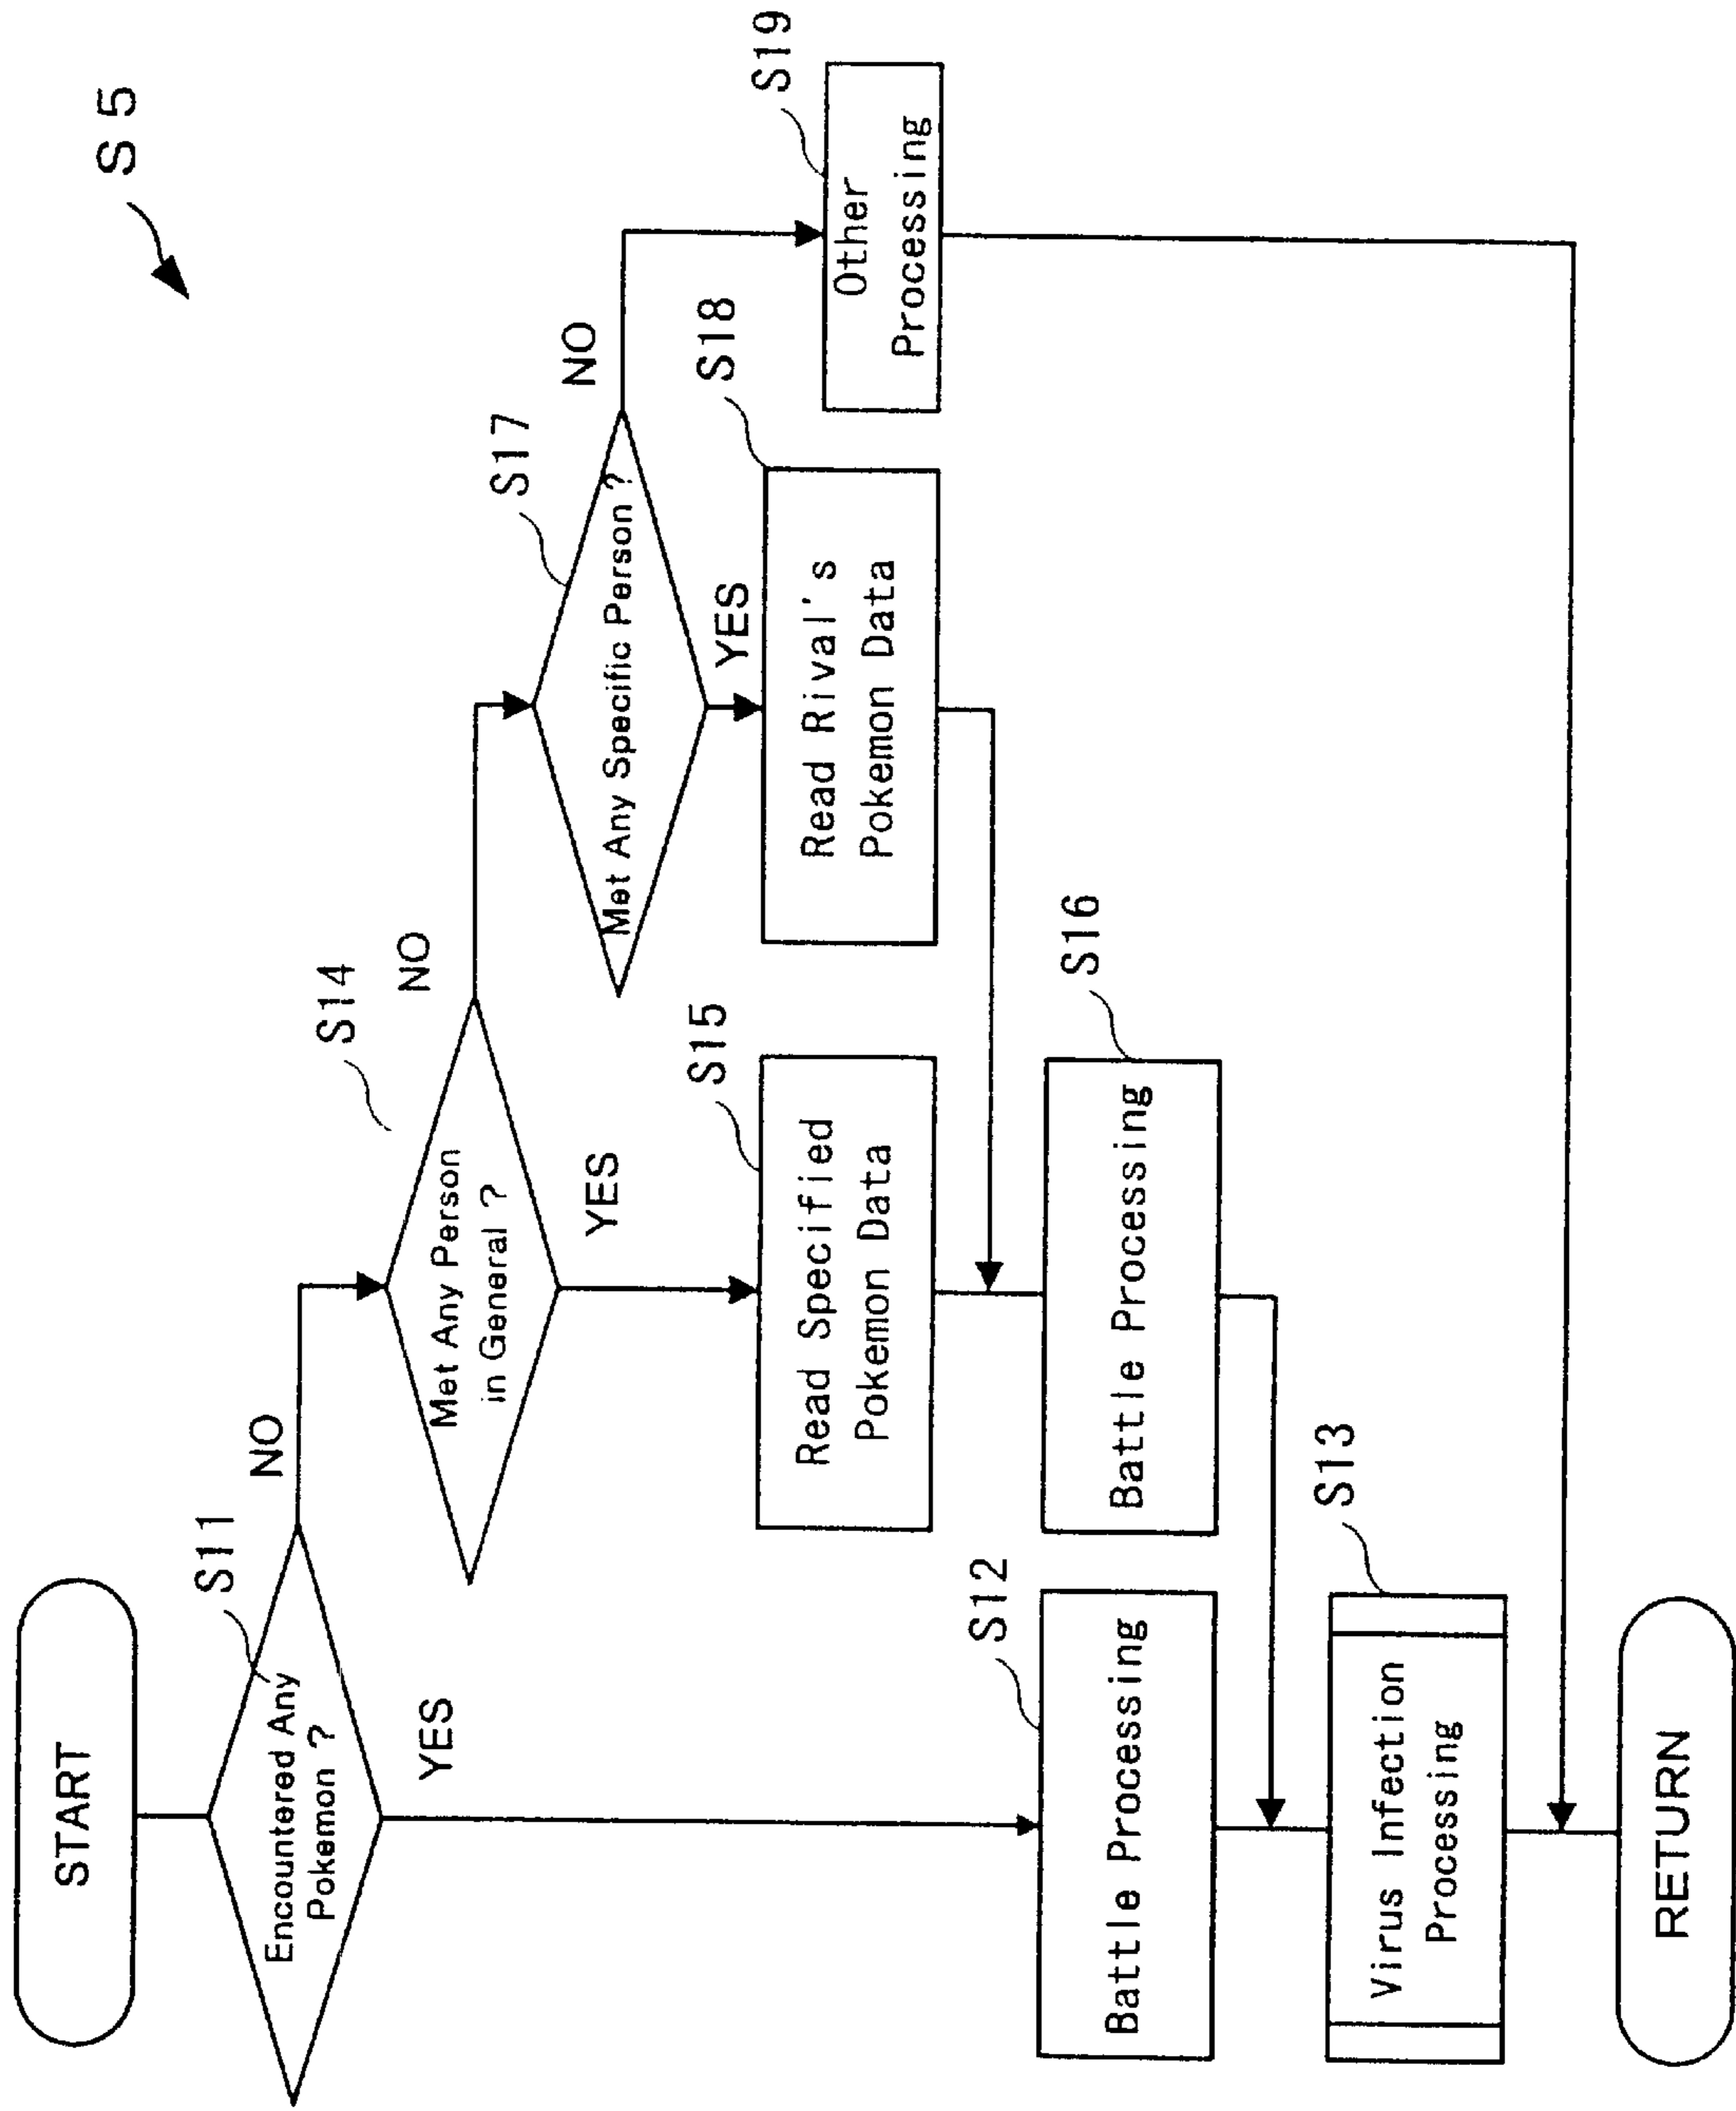 S 5
START
S11
Encountered Any
Pokemon ?
NO
YES
S14
Met Any Person
in General ?
NO
YES
S17
Met Any Specific Person ?
NO
YES
S15
Read Specified
Pokemon Data
S18
Read Rival's
Pokemon Data
S19
Other
Processing
S12
Battle Processing
S16
Battle Processing
S13
Virus Infection
Processing
RETURN